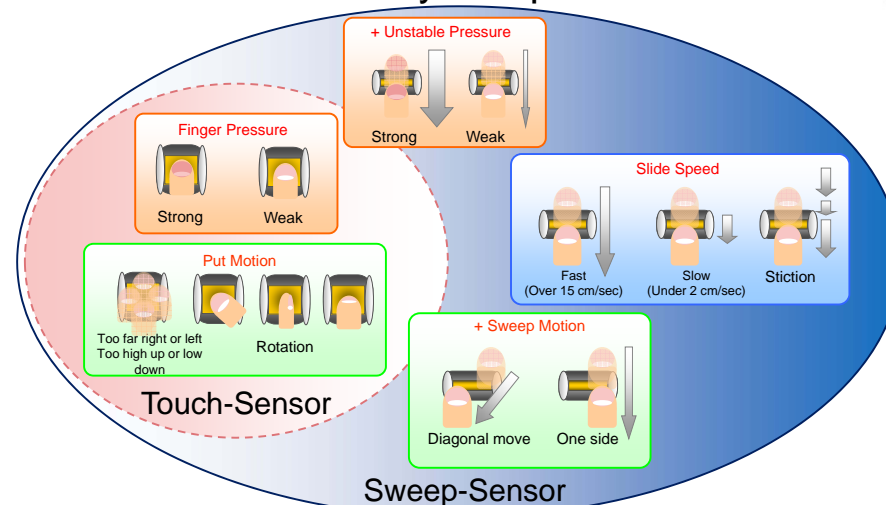 + Unstable Pressure
Strong
Weak
Finger Pressure
Strong
Weak
Slide Speed
Fast
(Over 15 cm/sec)
Slow
(Under 2 cm/sec)
Stiction
Put Motion
Too far right or left
Too high up or low
down
Rotation
+ Sweep Motion
Diagonal move
One side
Touch-Sensor
Sweep-Sensor